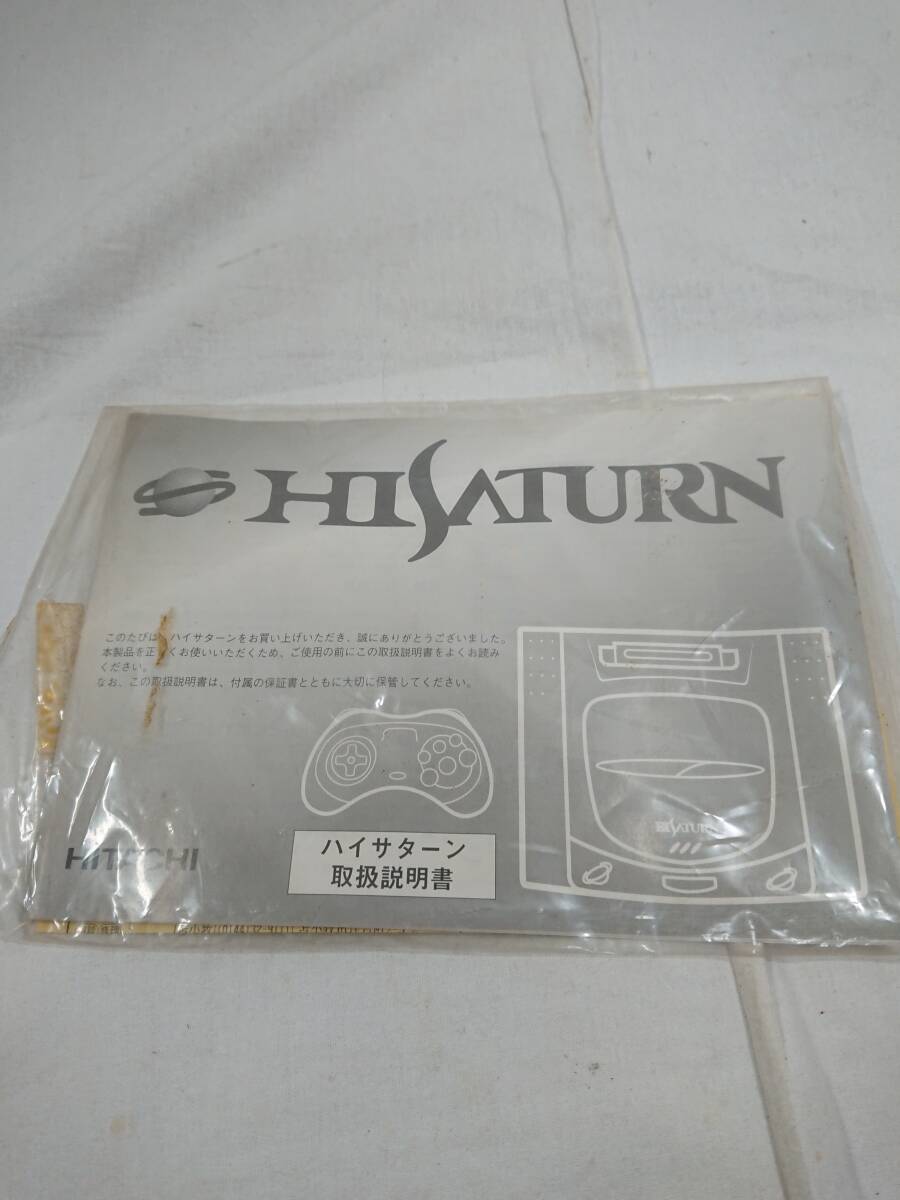 HISATURN
このたびは、ハイサターンをお買い上げいただき、誠にありがとうございました。
本製品を正しくお使いいただくため、ご使用の前にこの取扱説明書をよくお読み
ください。
なお、この取扱説明書は、付属の保証書とともに大切に保管してください。
HISATURN
HITACHI
ハイサターン
取扱説明書